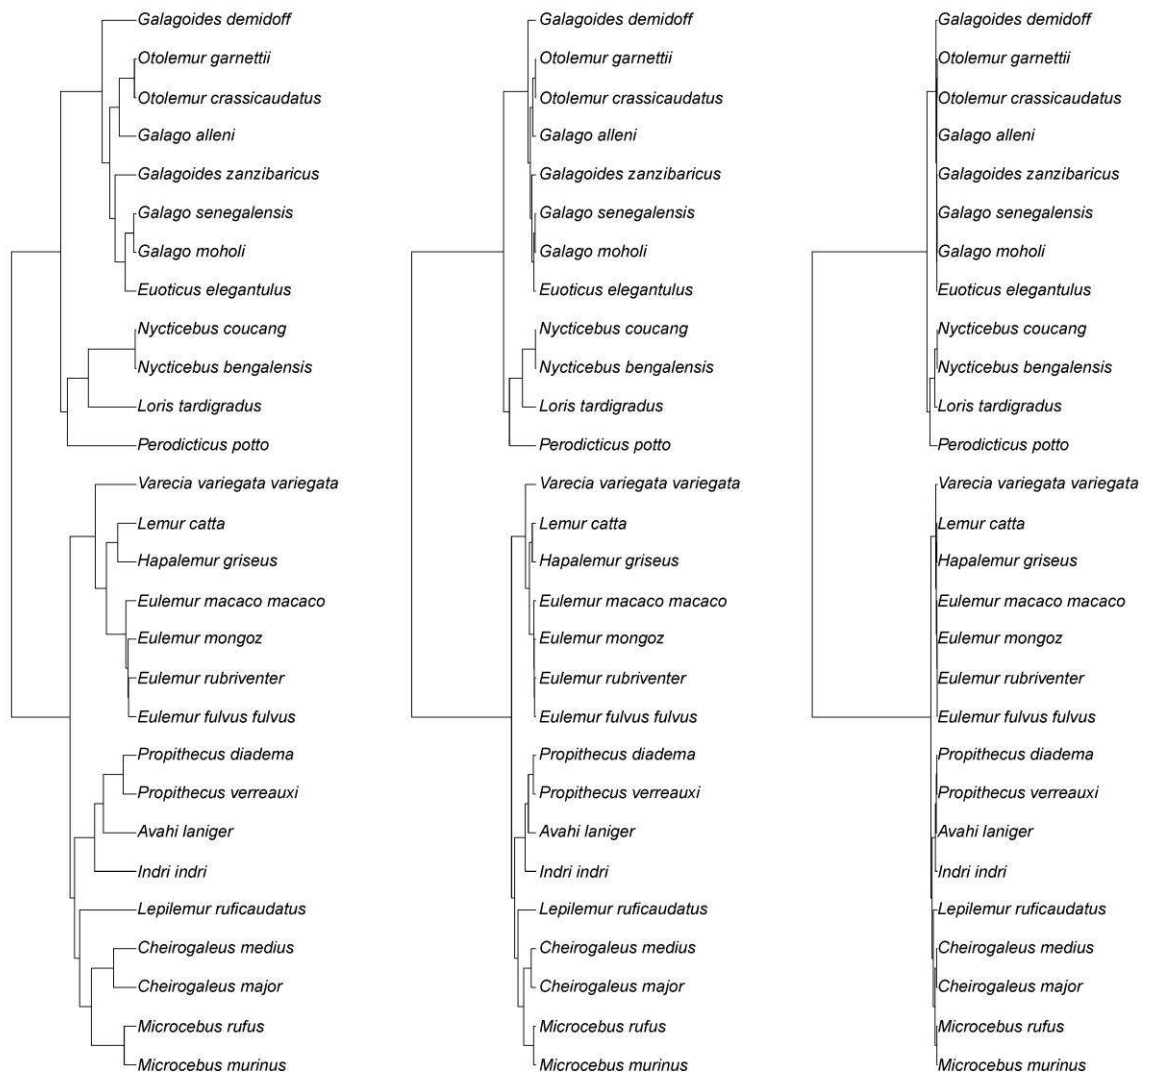 Galagoides demidoff
Otolemur garnettii
Otolemur crassicaudatus
Galago alleni
Galagoides zanzibaricus
Galago senegalensis
Galago moholi
Euoticus elegantulus
Nycticebus coucang
Nycticebus bengalensis
Loris tardigradus
Perodicticus potto
Varecia variegata variegata
Lemur catta
Hapalemur griseus
Eulemur macaco macaco
Eulemur mongoz
Eulemur rubriventer
Eulemur fulvus fulvus
Propithecus diadema
Propithecus verreauxi
Avahi laniger
Indri indri
Lepilemur ruficaudatus
Cheirogaleus medius
Cheirogaleus major
Microcebus rufus
Microcebus murinus
Galagoides demidoff
Otolemur garnettii
Otolemur crassicaudatus
Galago alleni
Galagoides zanzibaricus
Galago senegalensis
Galago moholi
Euoticus elegantulus
Nycticebus coucang
Nycticebus bengalensis
Loris tardigradus
Perodicticus potto
Varecia variegata variegata
Lemur catta
Hapalemur griseus
Eulemur macaco macaco
Eulemur mongoz
Eulemur rubriventer
Eulemur fulvus fulvus
Propithecus diadema
Propithecus verreauxi
Avahi laniger
Indri indri
Lepilemur ruficaudatus
Cheirogaleus medius
Cheirogaleus major
Microcebus rufus
Microcebus murinus
Galagoides demidoff
Otolemur garnettii
Otolemur crassicaudatus
Galago alleni
Galagoides zanzibaricus
Galago senegalensis
Galago moholi
Euoticus elegantulus
Nycticebus coucang
Nycticebus bengalensis
Loris tardigradus
Perodicticus potto
Varecia variegata variegata
Lemur catta
Hapalemur griseus
Eulemur macaco macaco
Eulemur mongoz
Eulemur rubriventer
Eulemur fulvus fulvus
Propithecus diadema
Propithecus verreauxi
Avahi laniger
Indri indri
Lepilemur ruficaudatus
Cheirogaleus medius
Cheirogaleus major
Microcebus rufus
Microcebus murinus